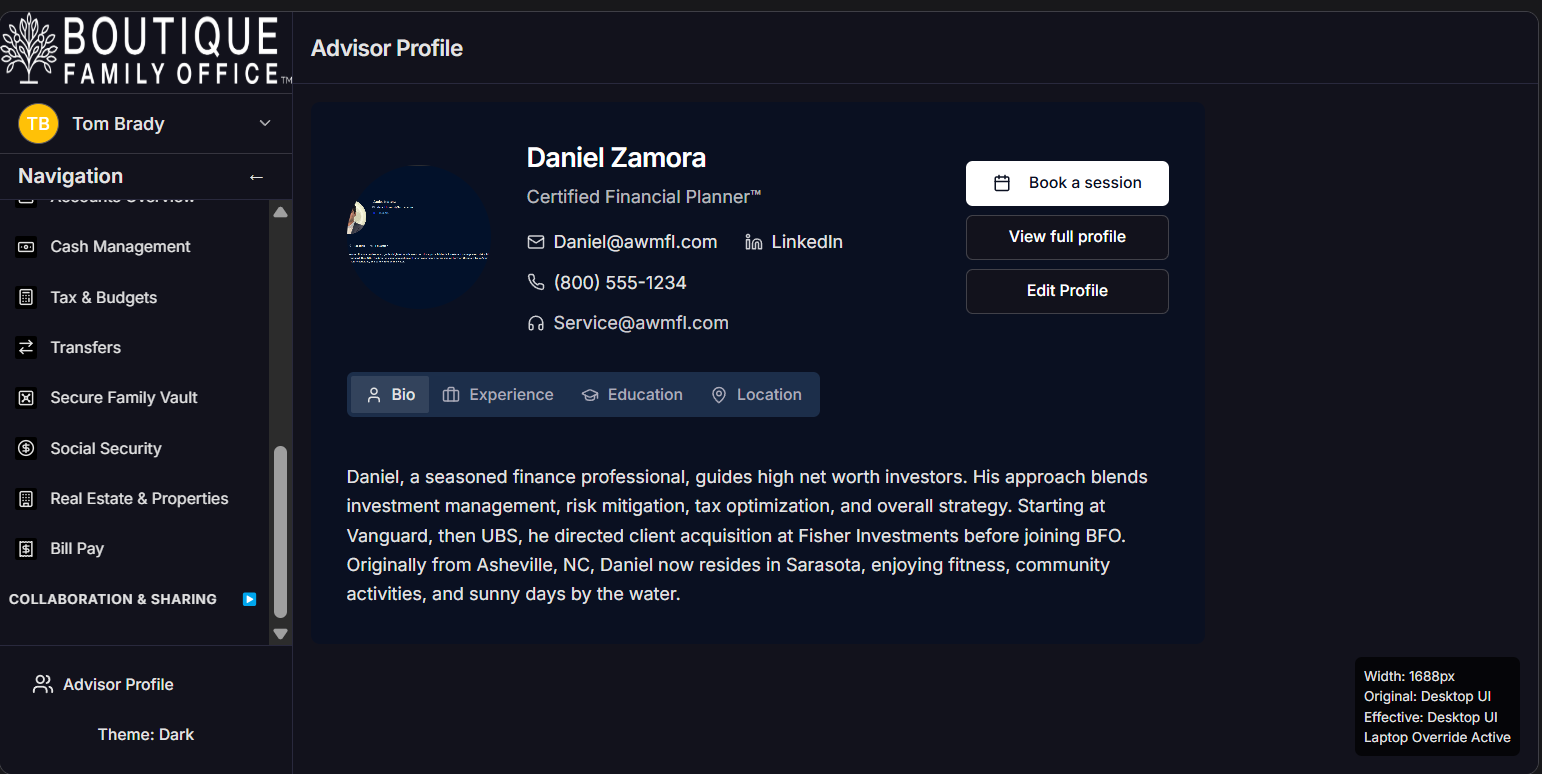 BOUTIQUE
FAMILY OFFICE™
TB Tom Brady
Navigation ←
Accounts Overview
Cash Management
Tax & Budgets
Transfers
Secure Family Vault
Social Security
Real Estate & Properties
Bill Pay
COLLABORATION & SHARING
Advisor Profile
Theme: Dark
Advisor Profile
Daniel Zamora
Certified Financial Planner™
Daniel@awmfl.com LinkedIn
(800) 555-1234
Service@awmfl.com
Book a session
View full profile
Edit Profile
Bio Experience Education Location
Daniel, a seasoned finance professional, guides high net worth investors. His approach blends
investment management, risk mitigation, tax optimization, and overall strategy. Starting at
Vanguard, then UBS, he directed client acquisition at Fisher Investments before joining BFO.
Originally from Asheville, NC, Daniel now resides in Sarasota, enjoying fitness, community
activities, and sunny days by the water.
Width: 1688px
Original: Desktop UI
Effective: Desktop UI
Laptop Override Active